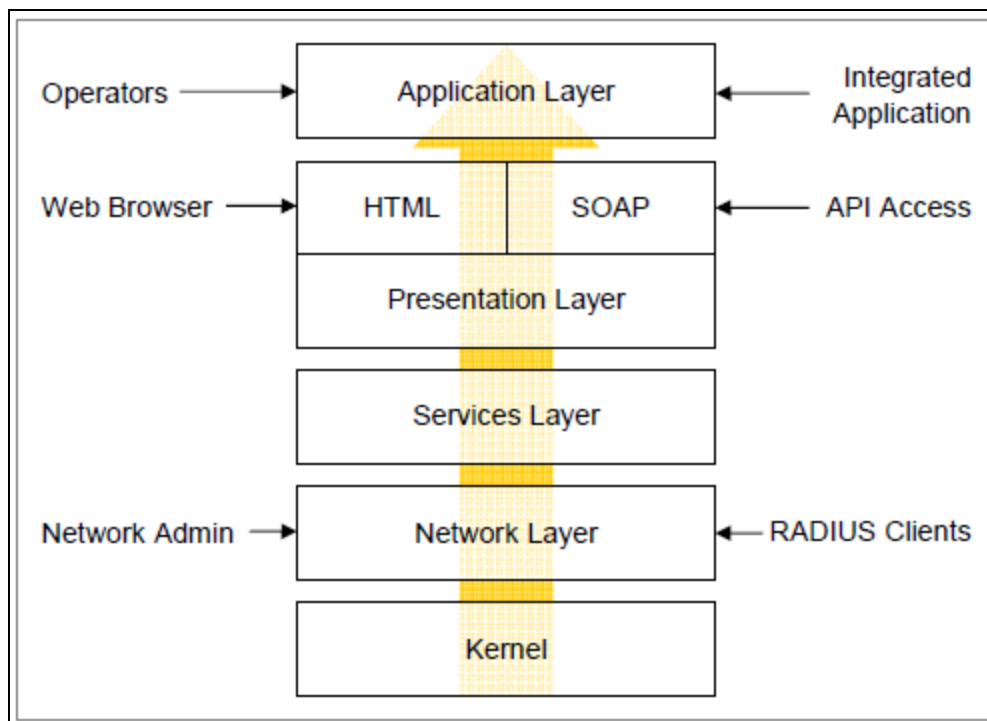 Operators
Application Layer
Integrated
Application
Web Browser
HTML
SOAP
API Access
Presentation Layer
Services Layer
Network Admin
Network Layer
RADIUS Clients
Kernel